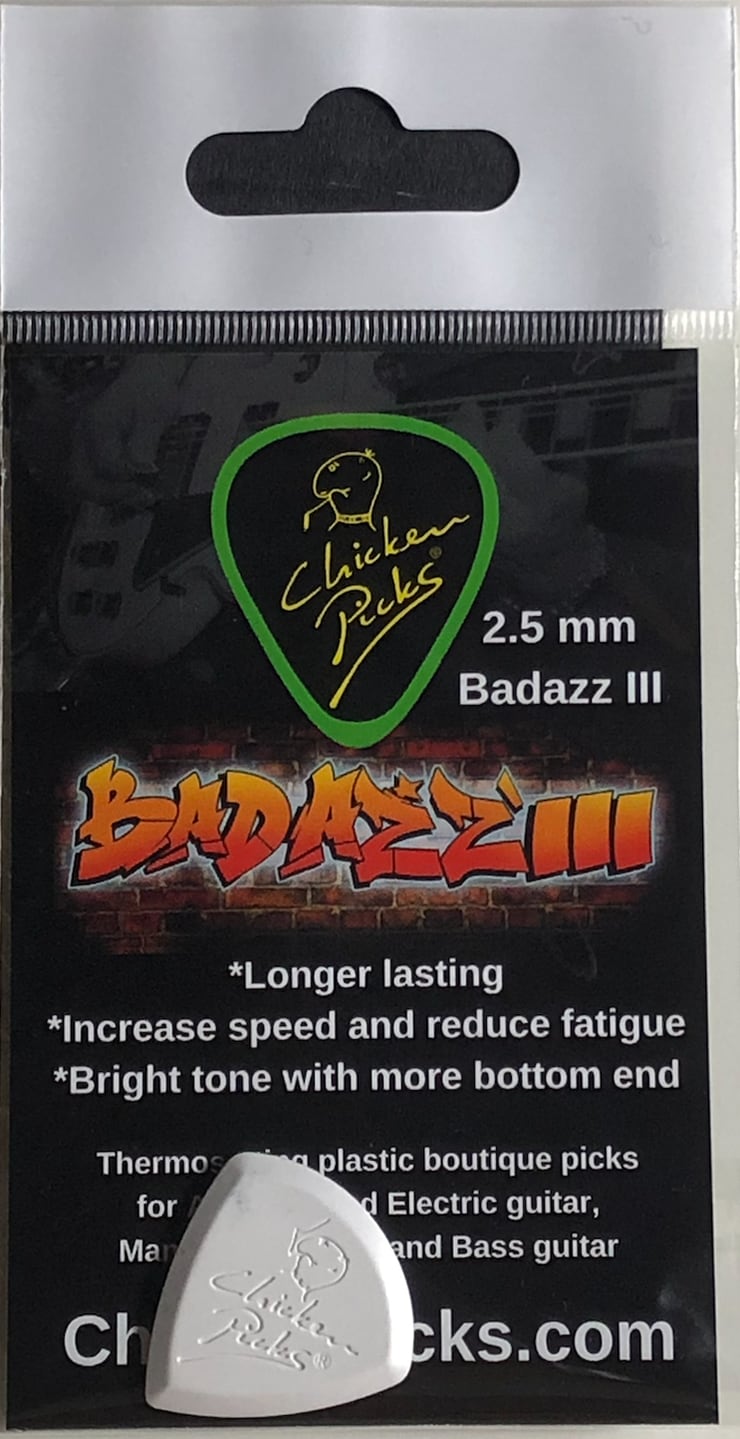 Chicken
Picks®
2.5 mm
Badazz III
BADAZZ III
*Longer lasting
*Increase speed and reduce fatigue
*Bright tone with more bottom end
plastic boutique picks
for Electric guitar,
and Bass guitar
Chicken
Picks®